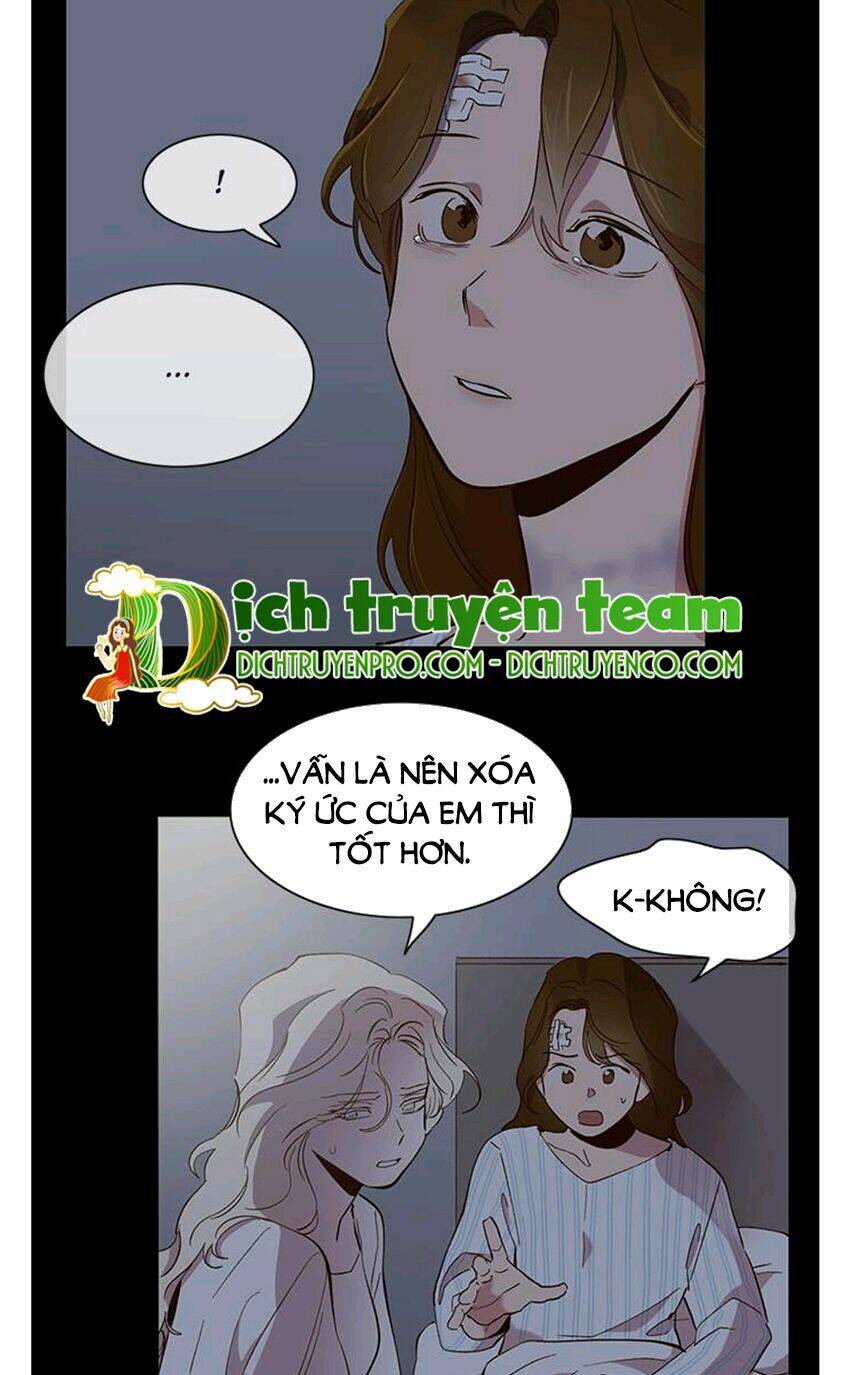 !
...
Dịch truyện team
DICHTRUYENPRO.COM - DICHTRUYENCO.COM
...VẪN LÀ NÊN XÓA
KÝ ỨC CỦA EM THÌ
TỐT HƠN.
K-KHÔNG!